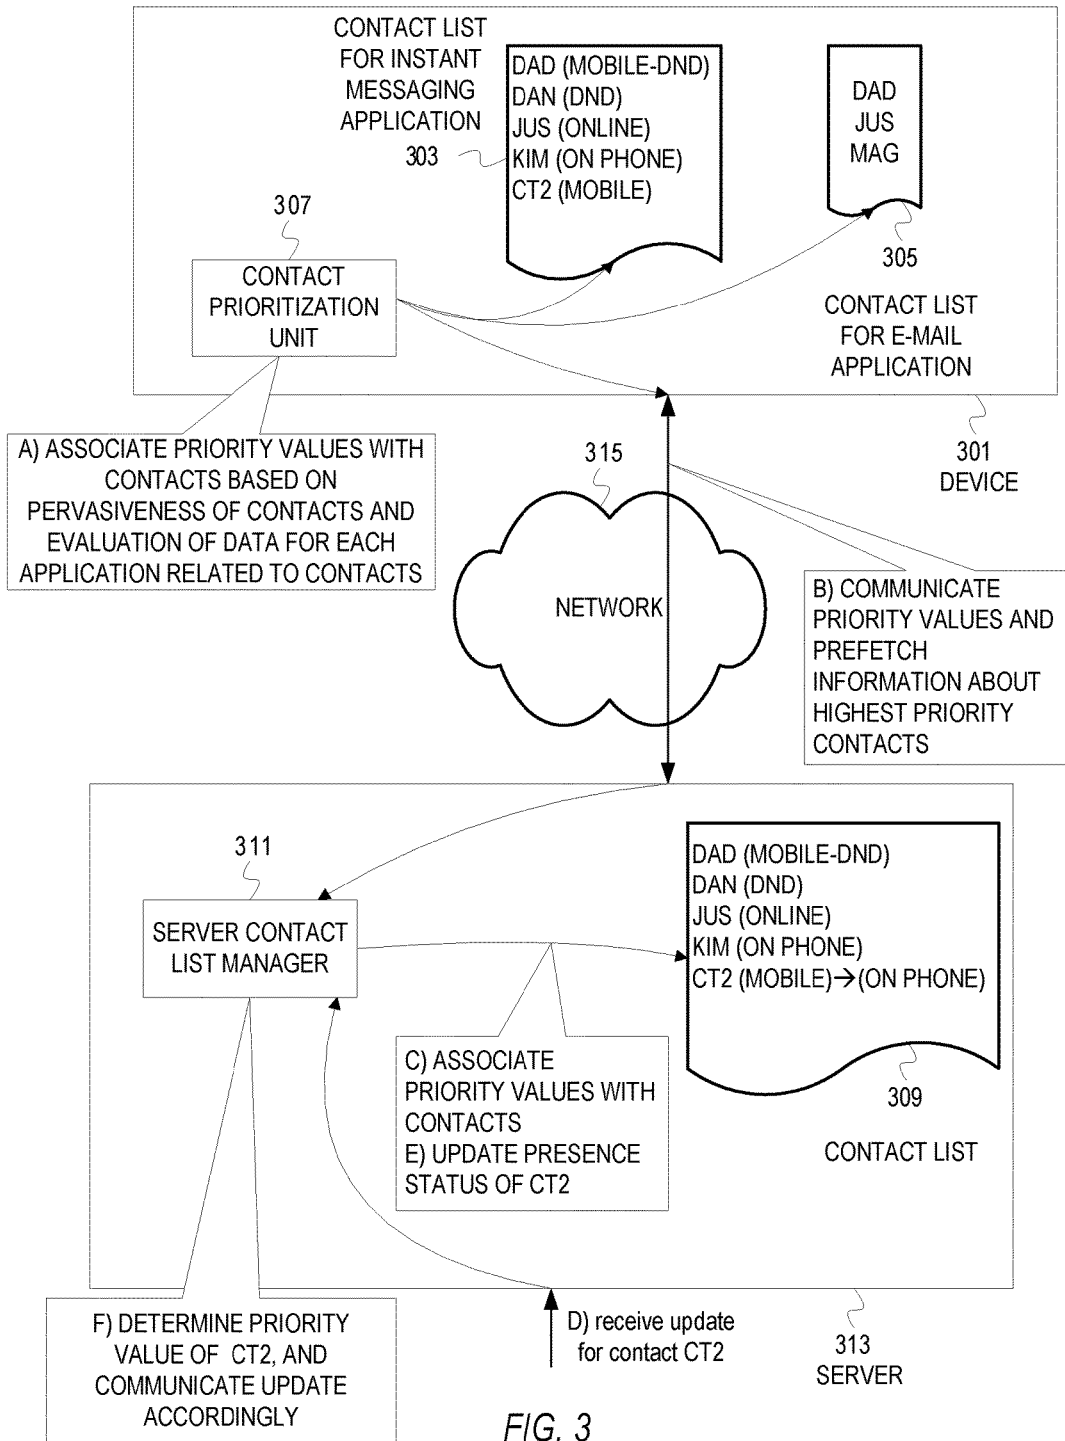 CONTACT LIST
FOR INSTANT
MESSAGING
APPLICATION
303
DAD (MOBILE-DND)
DAN (DND)
JUS (ONLINE)
KIM (ON PHONE)
CT2 (MOBILE)
DAD
JUS
MAG
305
CONTACT LIST
FOR E-MAIL
APPLICATION
307
CONTACT
PRIORITIZATION
UNIT
301
DEVICE
A) ASSOCIATE PRIORITY VALUES WITH
CONTACTS BASED ON
PERVASIVENESS OF CONTACTS AND
EVALUATION OF DATA FOR EACH
APPLICATION RELATED TO CONTACTS
315
NETWORK
B) COMMUNICATE
PRIORITY VALUES AND
PREFETCH
INFORMATION ABOUT
HIGHEST PRIORITY
CONTACTS
311
SERVER CONTACT
LIST MANAGER
DAD (MOBILE-DND)
DAN (DND)
JUS (ONLINE)
KIM (ON PHONE)
CT2 (MOBILE)→(ON PHONE)
309
CONTACT LIST
C) ASSOCIATE
PRIORITY VALUES WITH
CONTACTS
E) UPDATE PRESENCE
STATUS OF CT2
F) DETERMINE PRIORITY
VALUE OF CT2, AND
COMMUNICATE UPDATE
ACCORDINGLY
D) receive update
for contact CT2
313
SERVER
FIG. 3